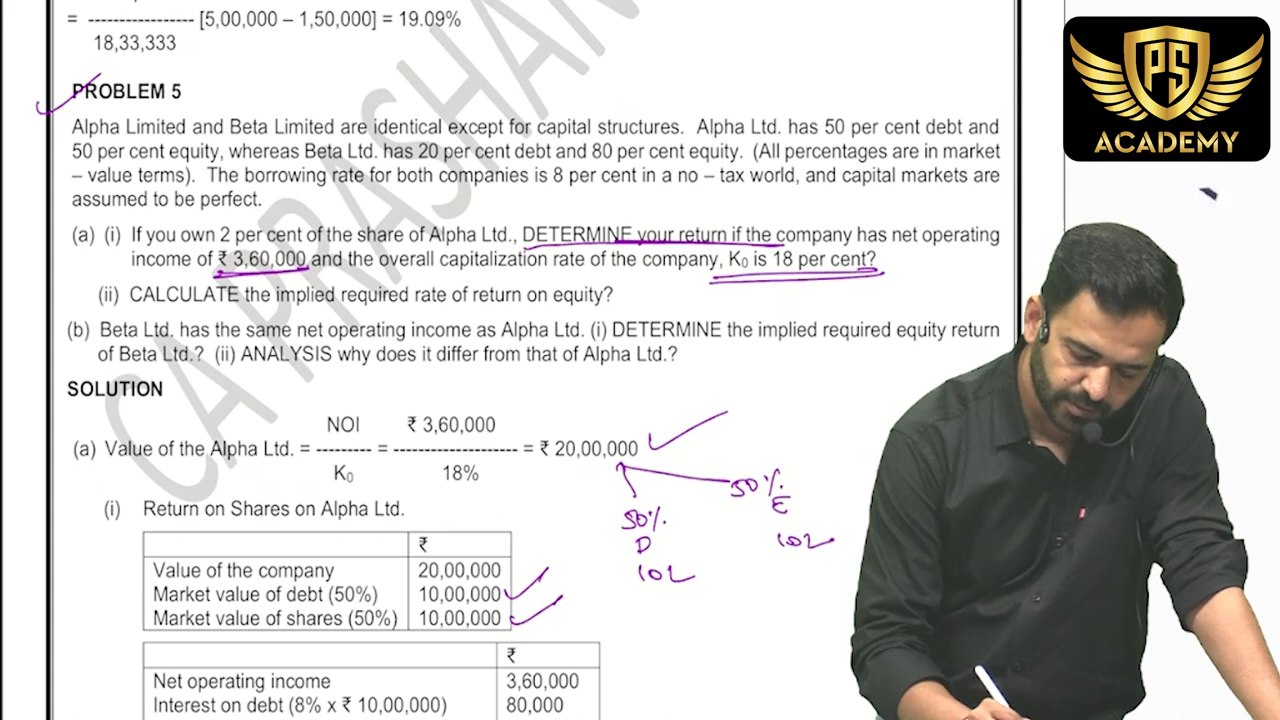 = ----------------- [5,00,000 – 1,50,000] = 19.09%
18,33,333
PROBLEM 5
Alpha Limited and Beta Limited are identical except for capital structures. Alpha Ltd. has 50 per cent debt and
50 per cent equity, whereas Beta Ltd. has 20 per cent debt and 80 per cent equity. (All percentages are in market
– value terms). The borrowing rate for both companies is 8 per cent in a no – tax world, and capital markets are
assumed to be perfect.
(a) (i) If you own 2 per cent of the share of Alpha Ltd., DETERMINE your return if the company has net operating
income of ₹ 3,60,000 and the overall capitalization rate of the company, K0 is 18 per cent?
(ii) CALCULATE the implied required rate of return on equity?
(b) Beta Ltd. has the same net operating income as Alpha Ltd. (i) DETERMINE the implied required equity return
of Beta Ltd.? (ii) ANALYSIS why does it differ from that of Alpha Ltd.?
SOLUTION
NOI ₹ 3,60,000
(a) Value of the Alpha Ltd. = --------- = --------------------- = ₹ 20,00,000
K0 18%
50% D 10L
50% E 10L
(i) Return on Shares on Alpha Ltd.
₹
Value of the company 20,00,000
Market value of debt (50%) 10,00,000
Market value of shares (50%) 10,00,000
₹
Net operating income 3,60,000
Interest on debt (8% x ₹ 10,00,000) 80,000
CA PRASHAN
PS
ACADEMY